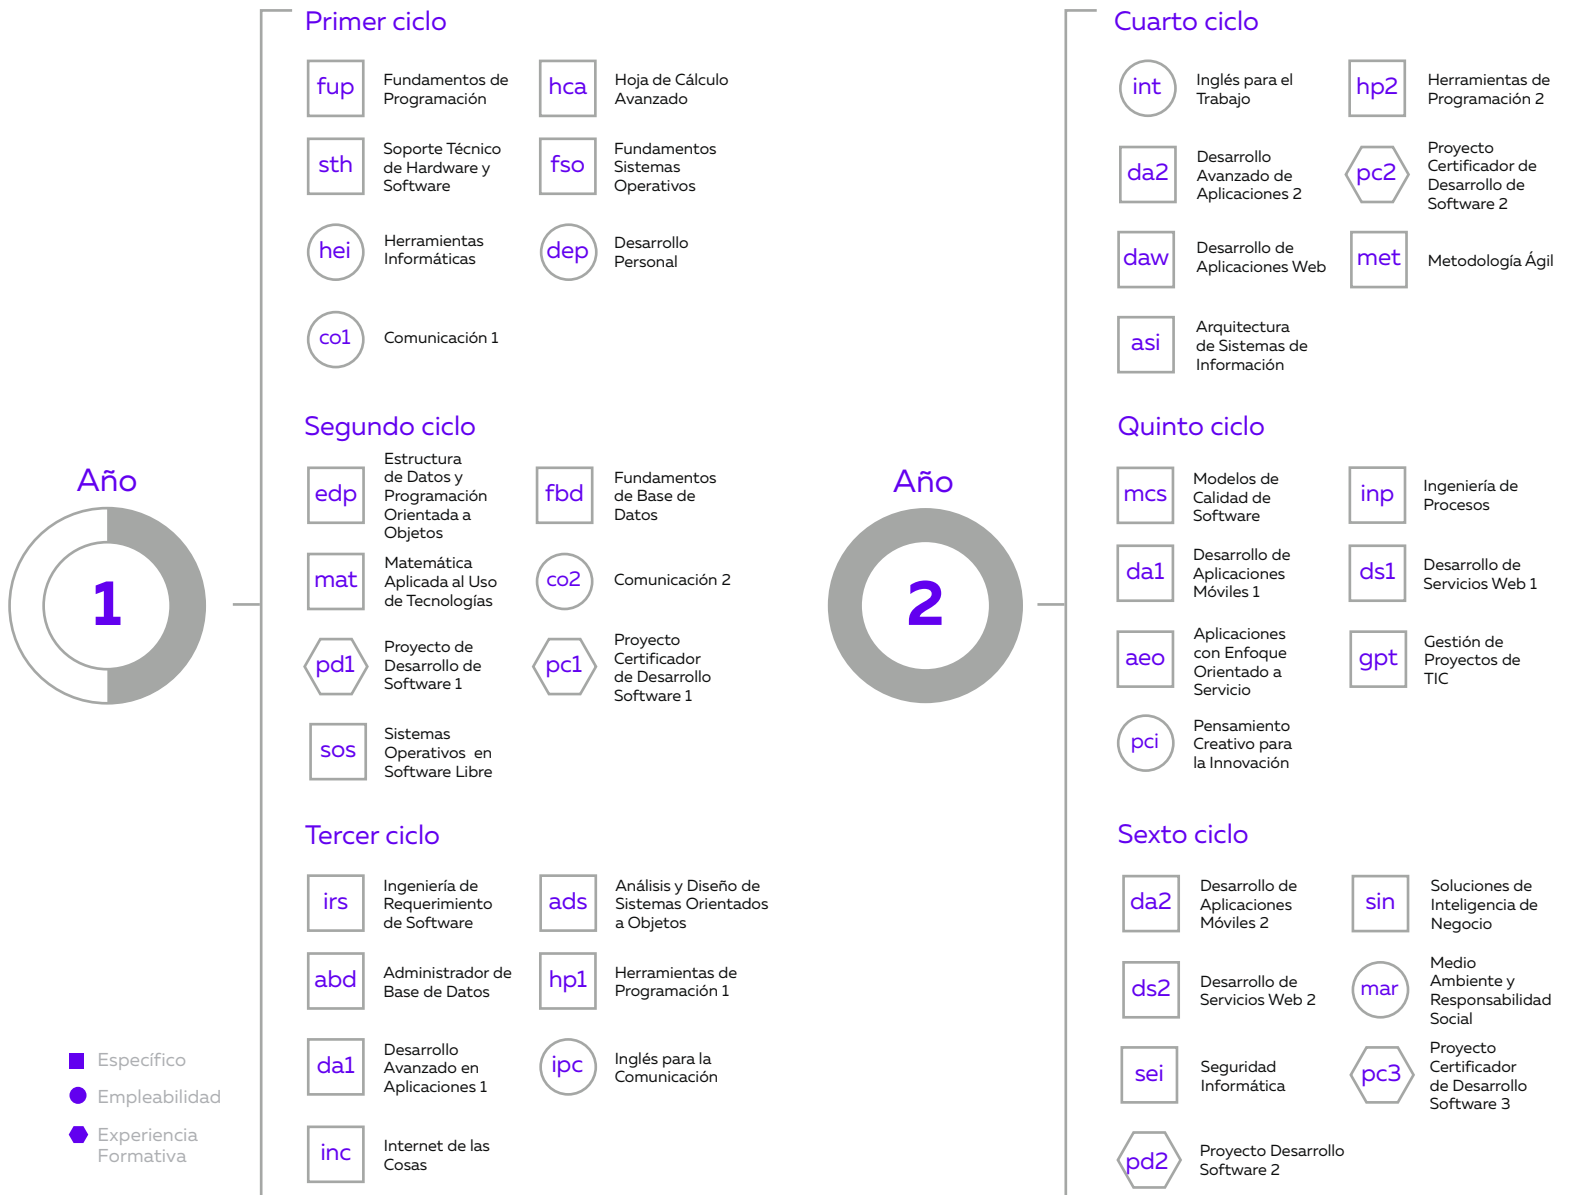 Año
1
Primer ciclo
fup
Fundamentos de
Programación
hca
Hoja de Cálculo
Avanzado
sth
Soporte Técnico
de Hardware y
Software
fso
Fundamentos
Sistemas
Operativos
hei
Herramientas
Informáticas
dep
Desarrollo
Personal
co1
Comunicación 1
Segundo ciclo
edp
Estructura
de Datos y
Programación
Orientada a
Objetos
fbd
Fundamentos
de Base de
Datos
mat
Matemática
Aplicada al Uso
de Tecnologías
co2
Comunicación 2
pd1
Proyecto de
Desarrollo de
Software 1
pc1
Proyecto
Certificador
de Desarrollo
Software 1
sos
Sistemas
Operativos en
Software Libre
Tercer ciclo
irs
Ingeniería de
Requerimiento
de Software
ads
Análisis y Diseño de
Sistemas Orientados
a Objetos
abd
Administrador de
Base de Datos
hp1
Herramientas de
Programación 1
da1
Desarrollo
Avanzado en
Aplicaciones 1
ipc
Inglés para la
Comunicación
inc
Internet de las
Cosas
Específico
Empleabilidad
Experiencia
Formativa
Año
2
Cuarto ciclo
int
Inglés para el
Trabajo
hp2
Herramientas de
Programación 2
da2
Desarrollo
Avanzado de
Aplicaciones 2
pc2
Proyecto
Certificador de
Desarrollo de
Software 2
daw
Desarrollo de
Aplicaciones Web
met
Metodología Ágil
asi
Arquitectura
de Sistemas de
Información
Quinto ciclo
mcs
Modelos de
Calidad de
Software
inp
Ingeniería de
Procesos
da1
Desarrollo de
Aplicaciones
Móviles 1
ds1
Desarrollo de
Servicios Web 1
aeo
Aplicaciones
con Enfoque
Orientado a
Servicio
gpt
Gestión de
Proyectos de
TIC
pci
Pensamiento
Creativo para
la Innovación
Sexto ciclo
da2
Desarrollo de
Aplicaciones
Móviles 2
sin
Soluciones de
Inteligencia de
Negocio
ds2
Desarrollo de
Servicios Web 2
mar
Medio
Ambiente y
Responsabilidad
Social
sei
Seguridad
Informática
pc3
Proyecto
Certificador
de Desarrollo
Software 3
pd2
Proyecto Desarrollo
Software 2